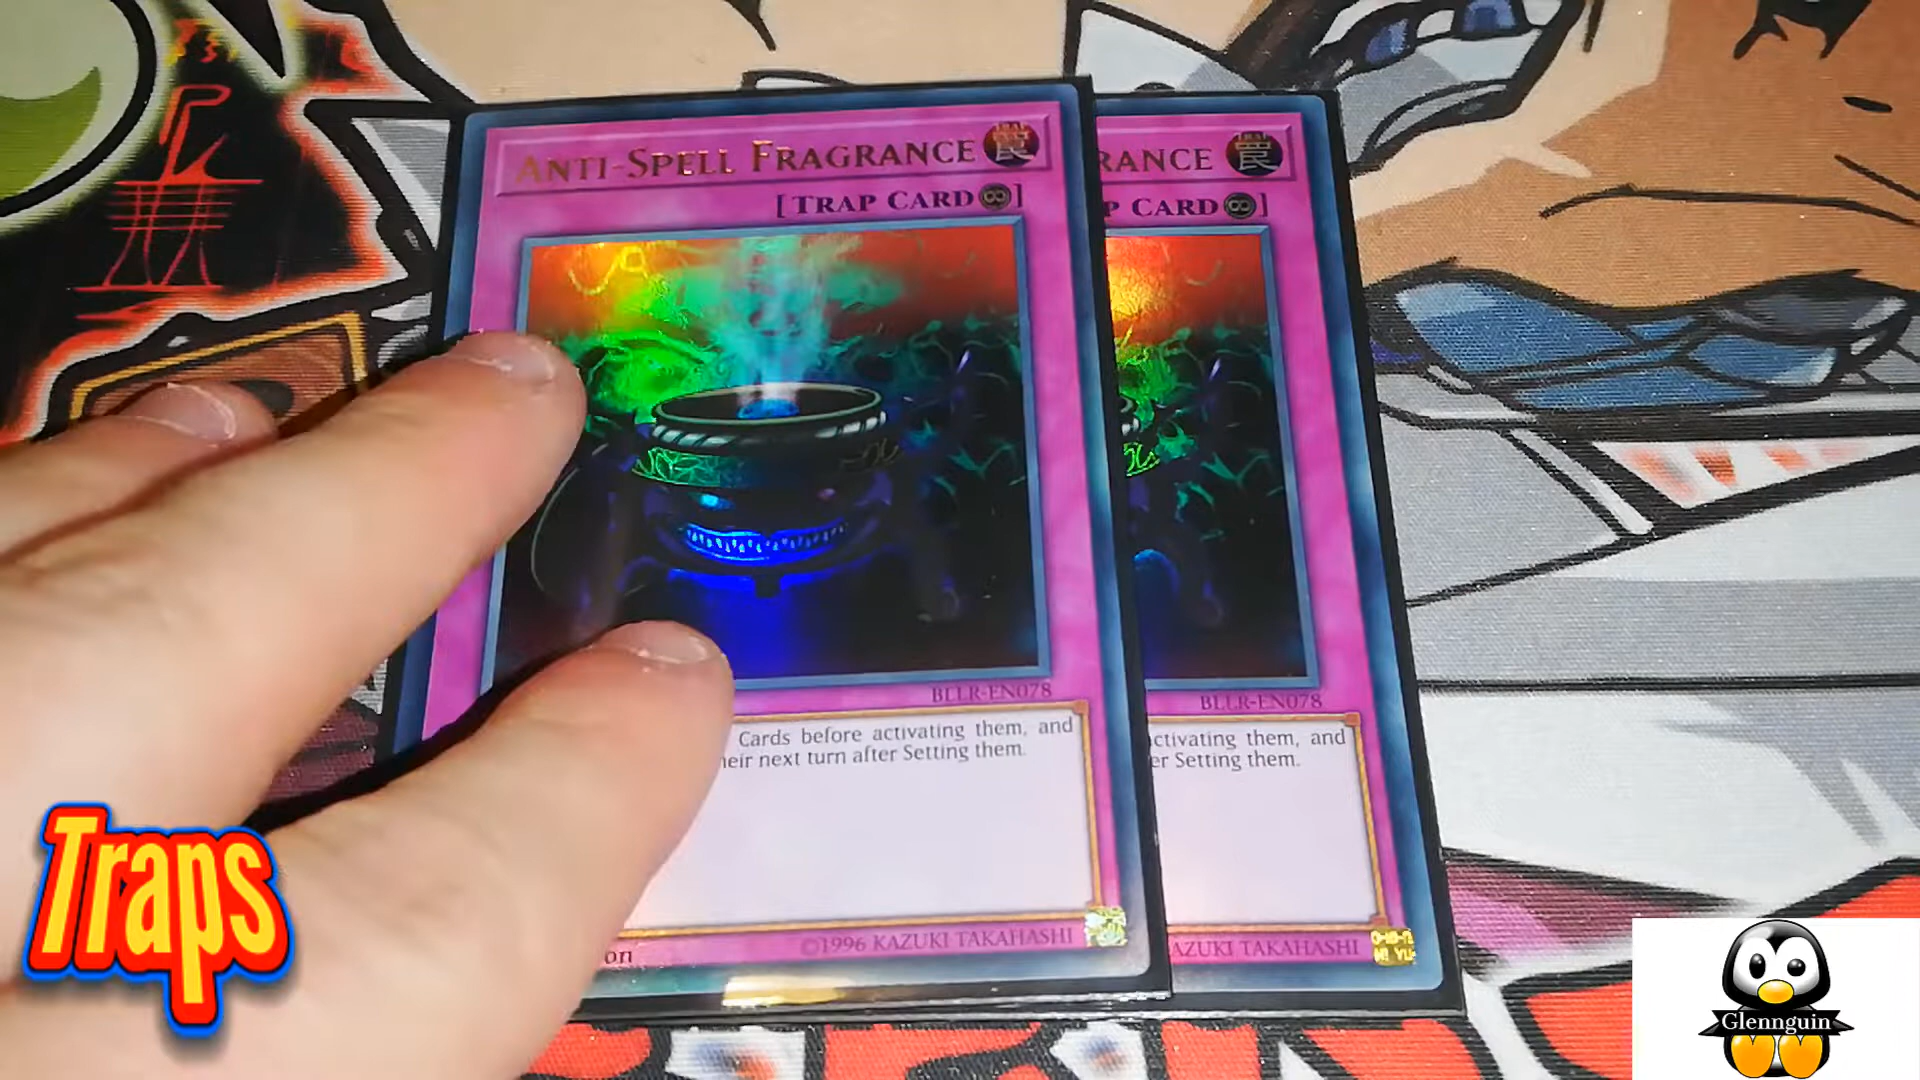 ANTI-SPELL FRAGRANCE
[TRAP CARD]
BLLR-EN078
Cards before activating them, and
heir next turn after Setting them.
on
©1996 KAZUKI TAKAHASHI
RANCE
P CARD]
BLLR-EN078
ctivating them, and
er Setting them.
AZUKI TAKAHASHI
Traps
Glennguin